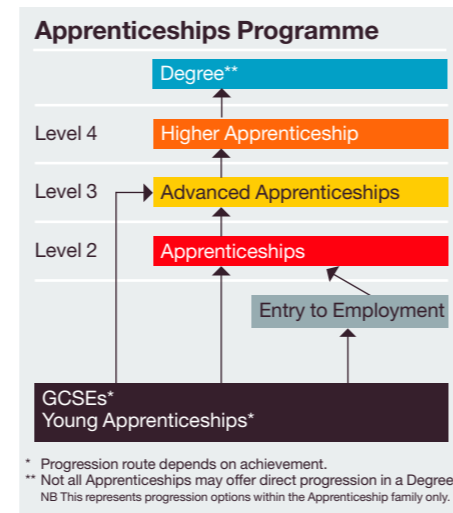 Apprenticeships Programme
Degree**
Level 4 Higher Apprenticeship
Level 3 Advanced Apprenticeships
Level 2 Apprenticeships
Entry to Employment
GCSEs*
Young Apprenticeships*
* Progression route depends on achievement.
** Not all Apprenticeships may offer direct progression in a Degree
NB This represents progression options within the Apprenticeship family only.